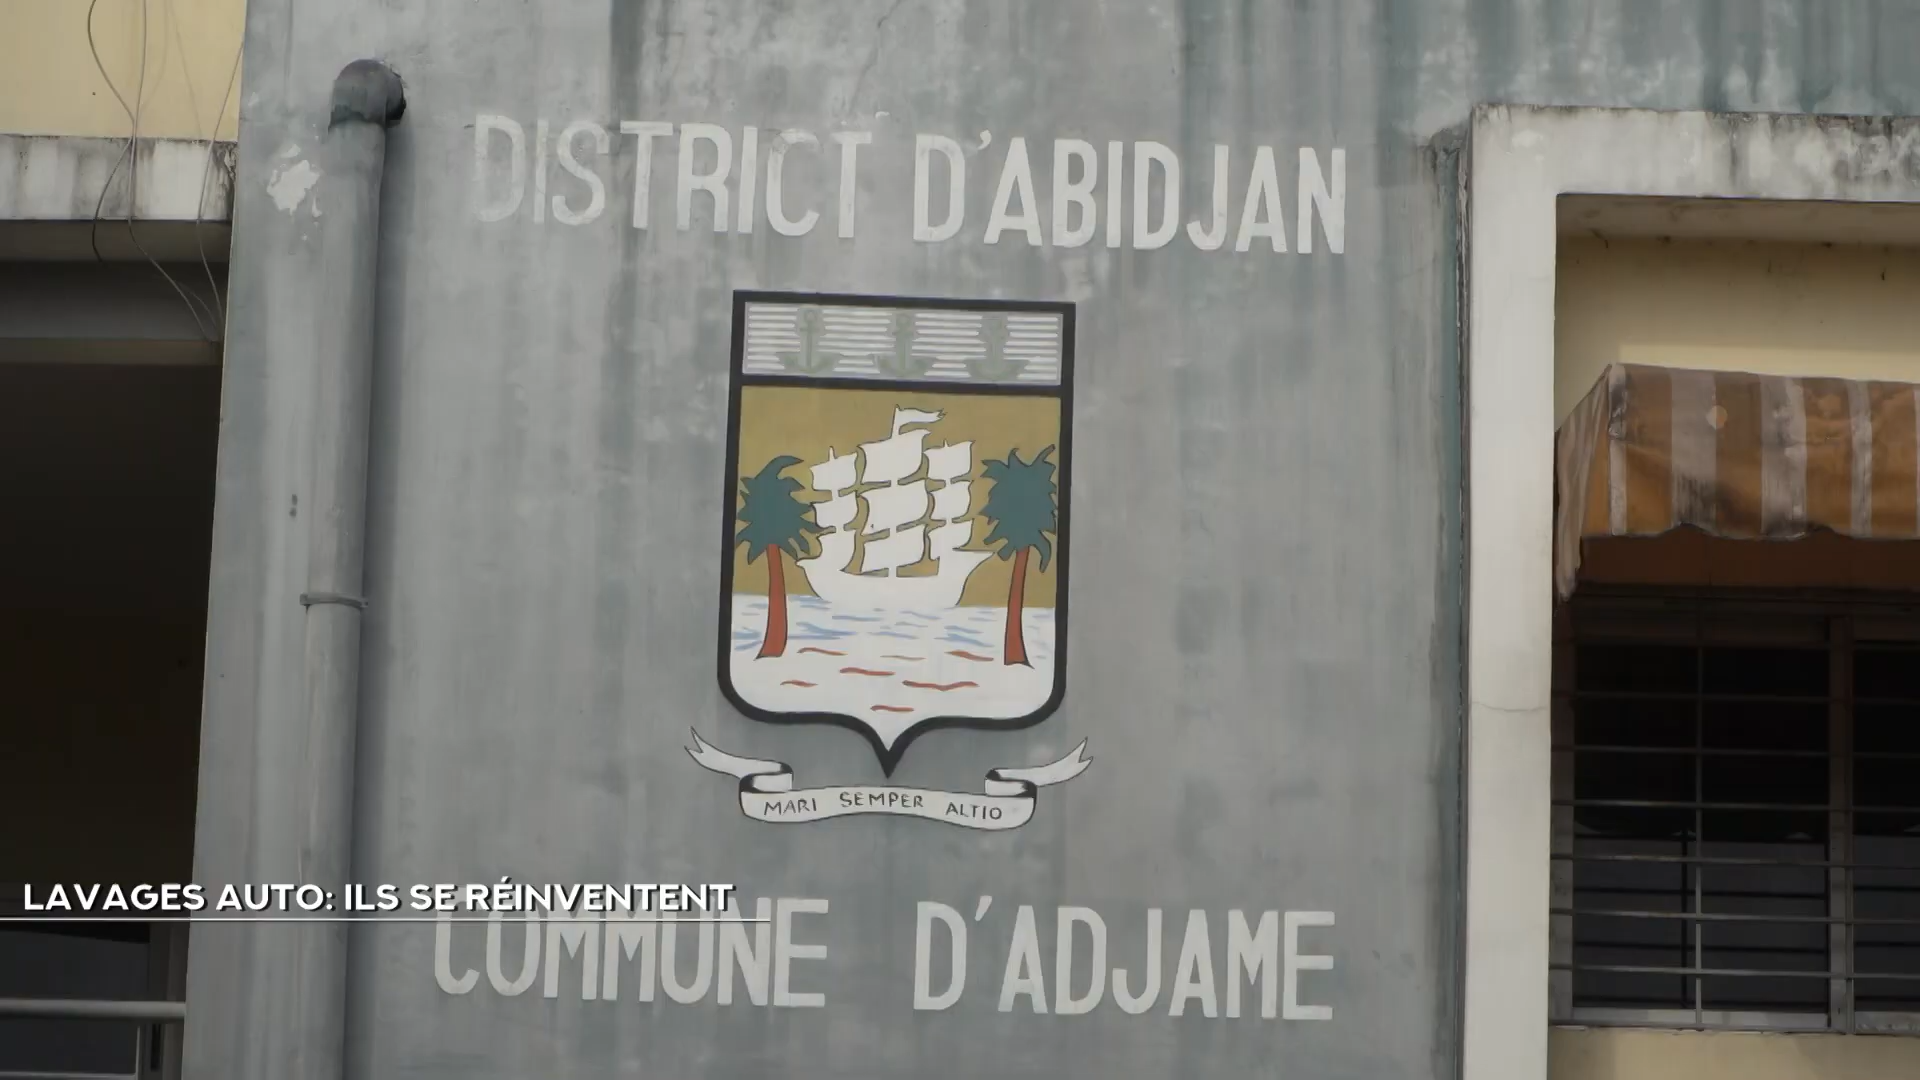 DISTRICT D'ABIDJAN
MARI SEMPER ALTIO
LAVAGES AUTO: ILS SE RÉINVENTENT
COMMUNE D'ADJAME